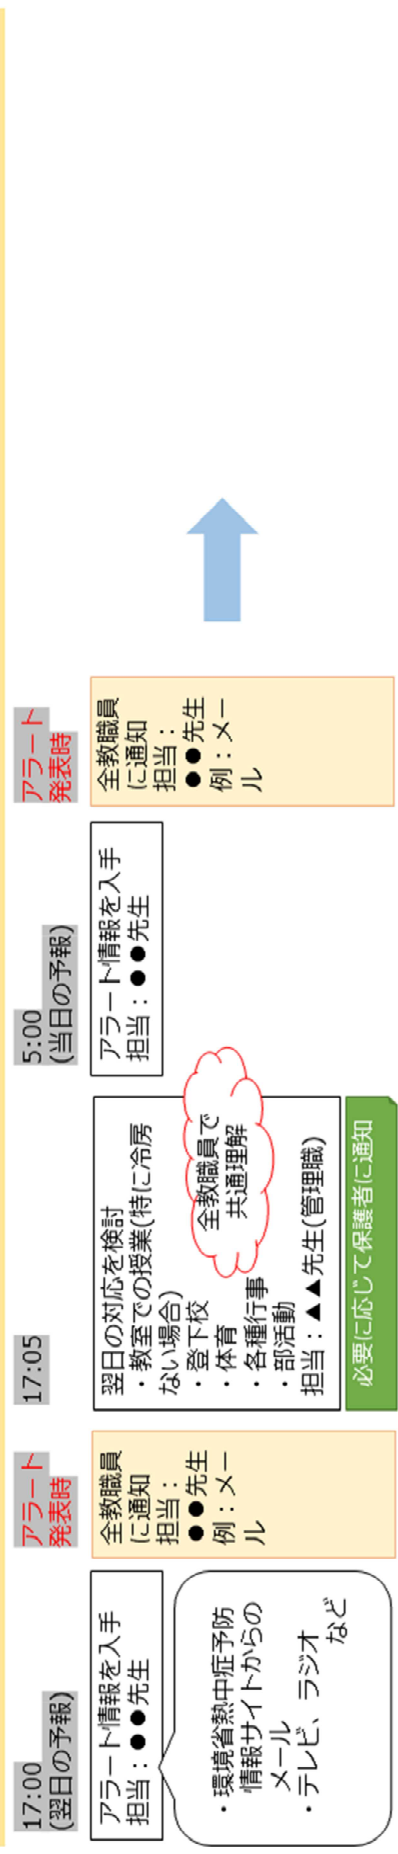 17:00
(翌日の予報)
アラート情報を入手
担当：●●先生
・環境省熱中症予防
情報サイトからの
メール
・テレビ、ラジオ
など
アラート
発表時
全教職員
に通知
担当：
●●先生
例：メー
ル
17:05
翌日の対応を検討
・教室での授業(特に冷房
ない場合)
・登下校
・体育
・各種行事
・部活動
担当：▲▲先生(管理職)
全教職員で
共通理解
必要に応じて保護者に通知
5:00
(当日の予報)
アラート情報を入手
担当：●●先生
アラート
発表時
全教職員
に通知
担当：
●●先生
例：メー
ル